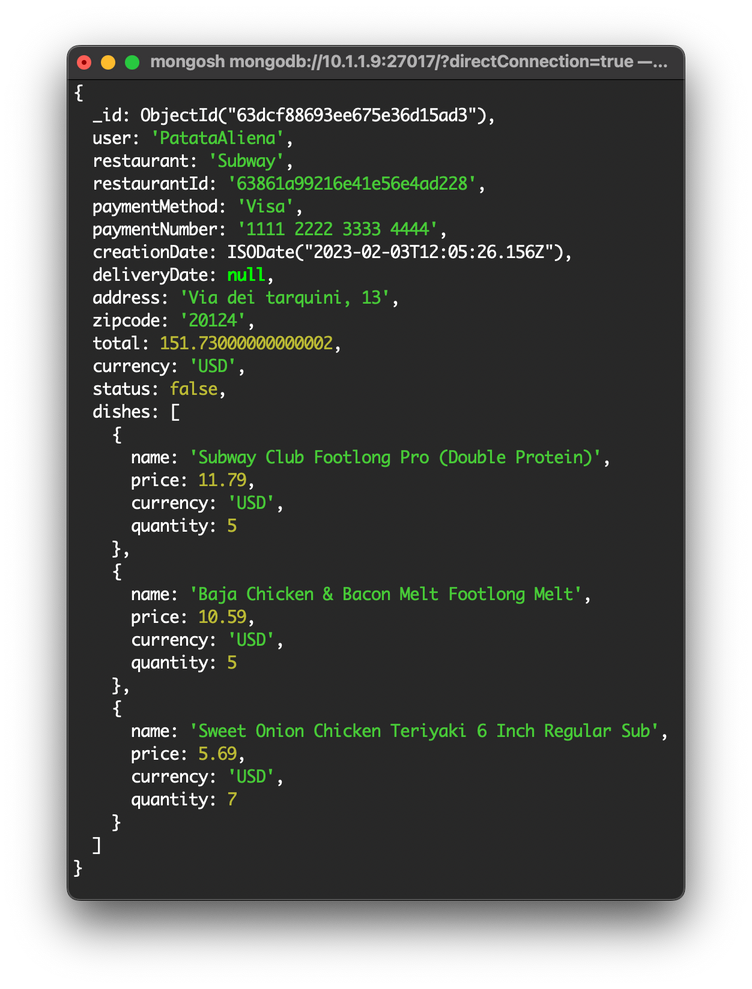 mongosh mongodb://10.1.1.9:27017/?directConnection=true —...
{
  _id: ObjectId("63dcf88693ee675e36d15ad3"),
  user: 'PatataAliena',
  restaurant: 'Subway',
  restaurantId: '63861a99216e41e56e4ad228',
  paymentMethod: 'Visa',
  paymentNumber: '1111 2222 3333 4444',
  creationDate: ISODate("2023-02-03T12:05:26.156Z"),
  deliveryDate: null,
  address: 'Via dei tarquini, 13',
  zipcode: '20124',
  total: 151.73000000000002,
  currency: 'USD',
  status: false,
  dishes: [
    {
      name: 'Subway Club Footlong Pro (Double Protein)',
      price: 11.79,
      currency: 'USD',
      quantity: 5
    },
    {
      name: 'Baja Chicken & Bacon Melt Footlong Melt',
      price: 10.59,
      currency: 'USD',
      quantity: 5
    },
    {
      name: 'Sweet Onion Chicken Teriyaki 6 Inch Regular Sub',
      price: 5.69,
      currency: 'USD',
      quantity: 7
    }
  ]
}